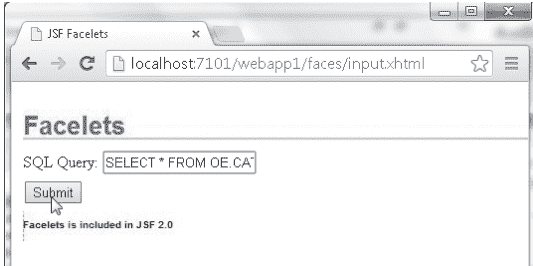 JSF Facelets
localhost:7101/webapp1/faces/input.xhtml
Facelets
SQL Query: SELECT * FROM OE.CAT
Submit
Facelets is included in JSF 2.0